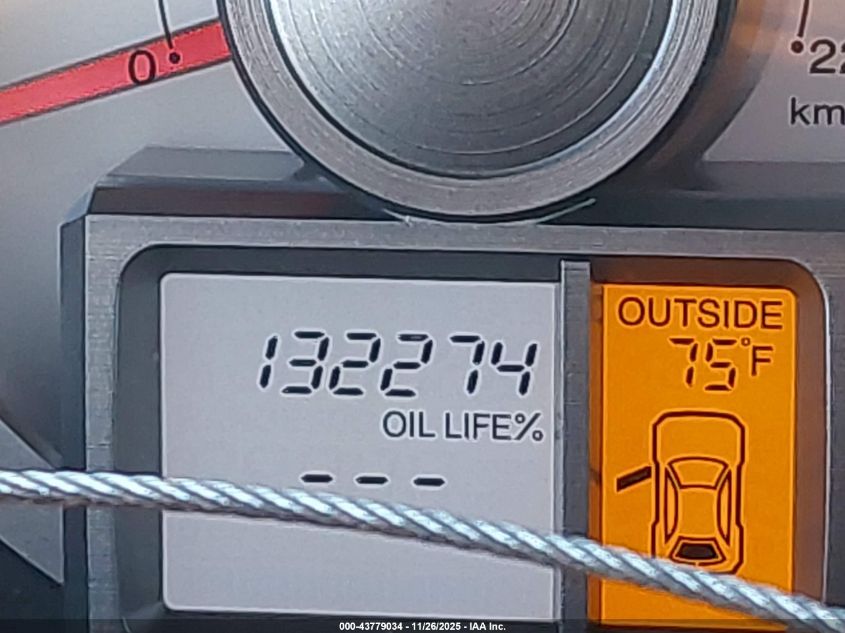 0
22
km
132274
OIL LIFE%
---
OUTSIDE
75°F
000-43779034 - 11/26/2025 - IAA Inc.